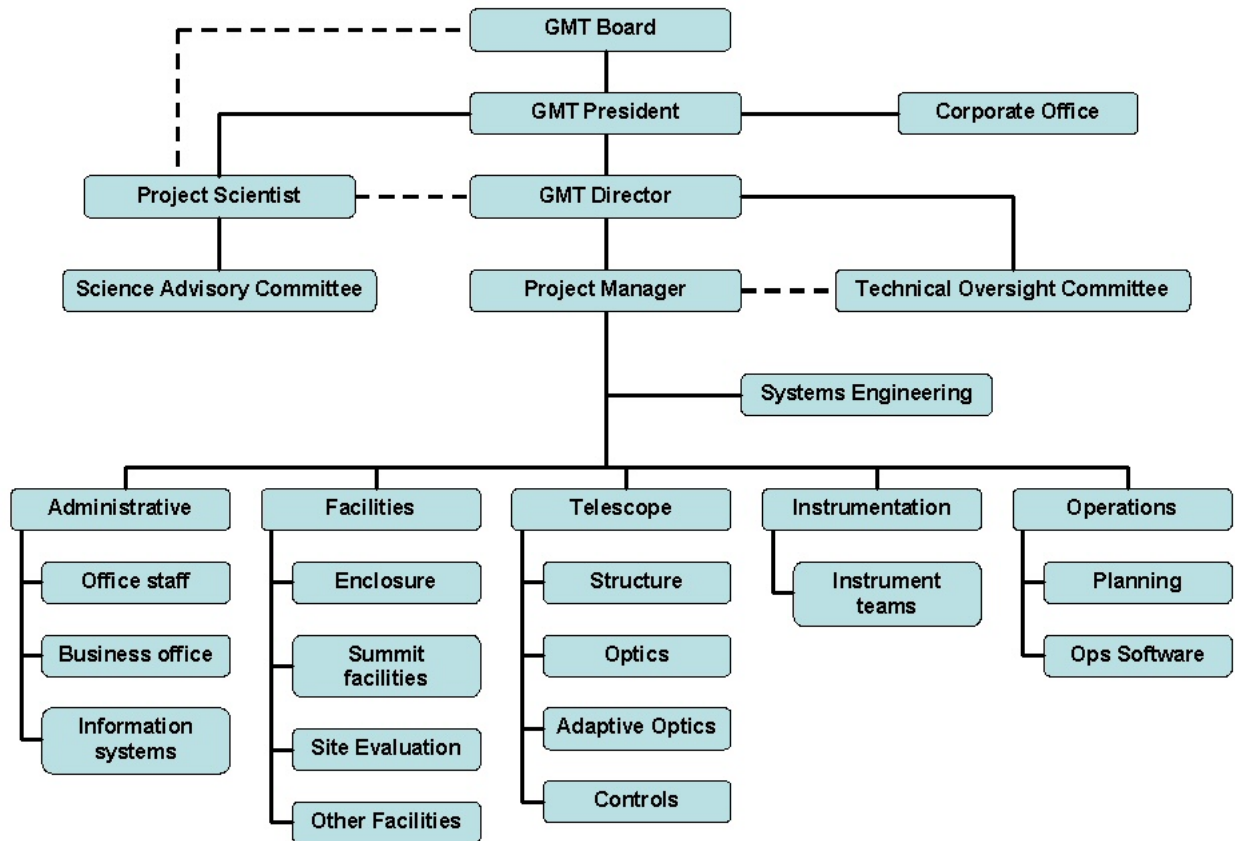 GMT Board
GMT President
Corporate Office
Project Scientist
GMT Director
Science Advisory Committee
Project Manager
Technical Oversight Committee
Systems Engineering
Administrative
Facilities
Telescope
Instrumentation
Operations
Office staff
Enclosure
Structure
Instrument
teams
Planning
Business office
Summit
facilities
Optics
Ops Software
Information
systems
Site Evaluation
Adaptive Optics
Other Facilities
Controls